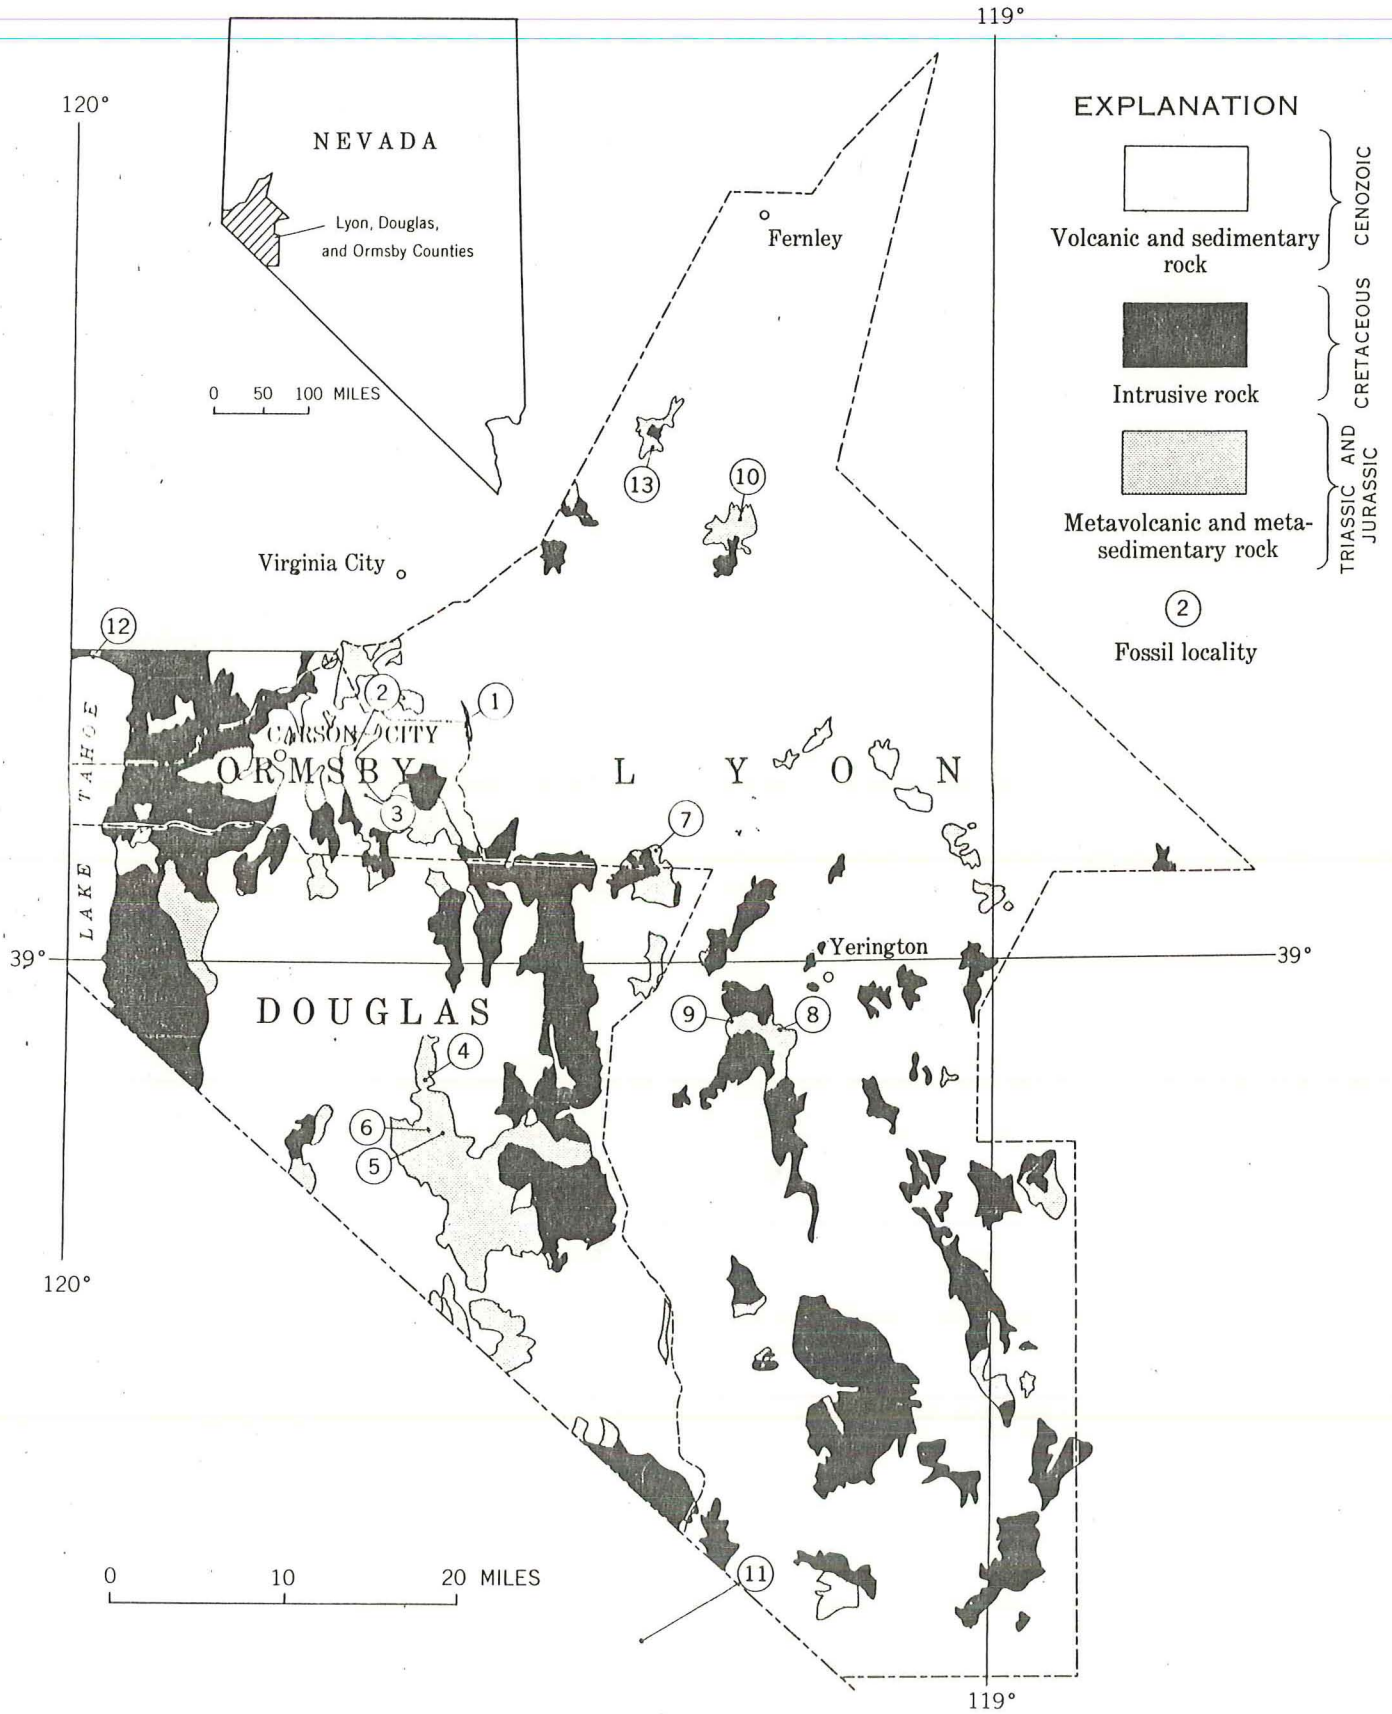 119°
120°
NEVADA
Lyon, Douglas,
and Ormsby Counties
0 50 100 MILES
EXPLANATION
Volcanic and sedimentary
rock
CENOZOIC
Intrusive rock
CRETACEOUS
Metavolcanic and meta-
sedimentary rock
TRIASSIC AND
JURASSIC
2
Fossil locality
Fernley
13
10
Virginia City
12
2
1
CARSON CITY
ORMSBY
LYON
3
7
LAKE TAHOE
39°
Yerington
39°
DOUGLAS
9
8
4
6
5
120°
11
0 10 20 MILES
119°